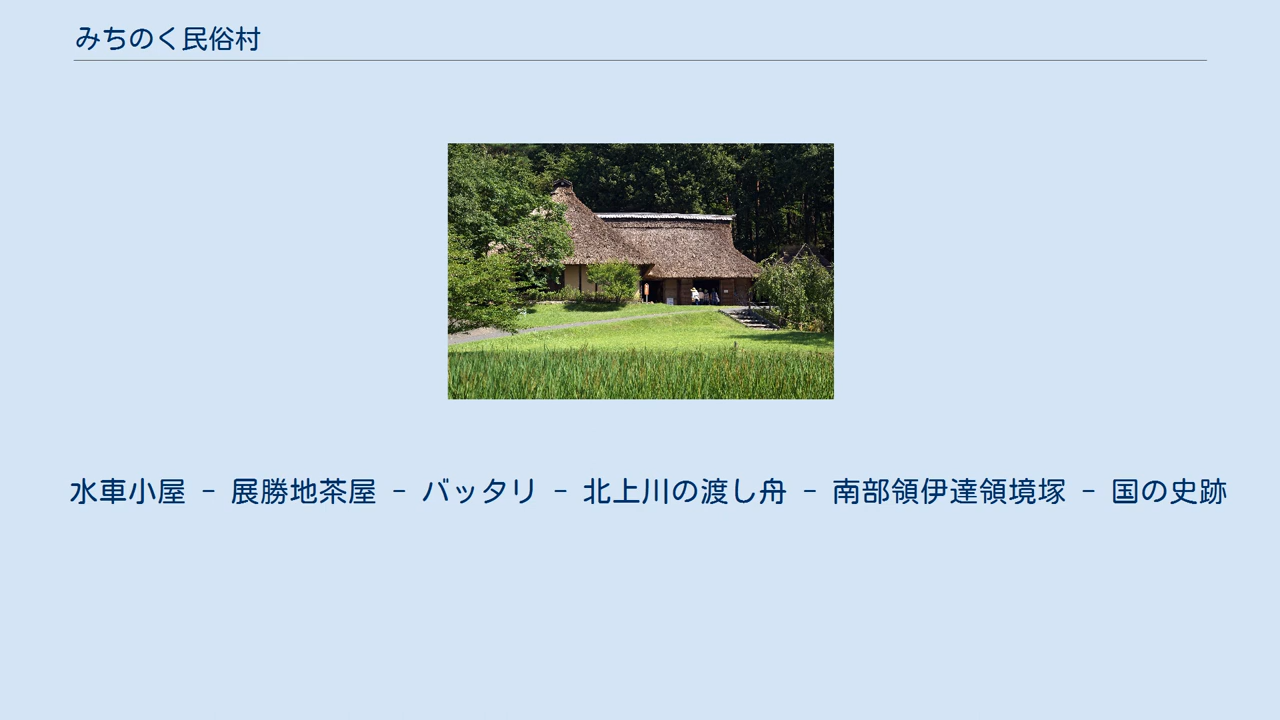 みちのく民俗村
水車小屋 - 展勝地茶屋 - バッタリ - 北上川の渡し舟 - 南部領伊達領境塚 - 国の史跡